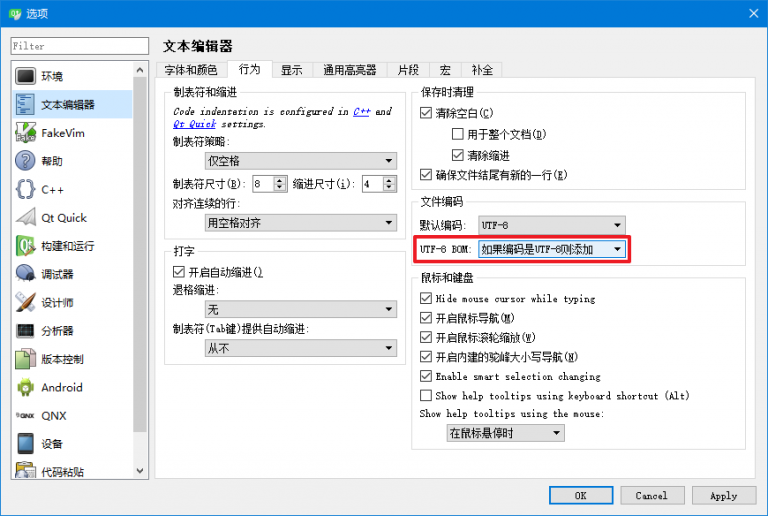 选项
Filter
环境
文本编辑器
FakeVim
帮助
C++
Qt Quick
构建和运行
调试器
设计师
分析器
版本控制
Android
QNX
设备
代码粘贴
文本编辑器
字体和颜色 行为 显示 通用高亮器 片段 宏 补全
制表符和缩进
Code indentation is configured in C++ and
Qt Quick settings.
制表符策略:
仅空格
制表符尺寸(B): 8 缩进尺寸(i): 4
对齐连续的行:
用空格对齐
打字
开启自动缩进()
退格缩进:
无
制表符(Tab键)提供自动缩进:
从不
保存时清理
清除空白(C)
用于整个文档(D)
清除缩进
确保文件结尾有新的一行(E)
文件编码
默认编码: UTF-8
UTF-8 BOM: 如果编码是UTF-8则添加
鼠标和键盘
Hide mouse cursor while typing
开启鼠标导航(M)
开启鼠标滚轮缩放(W)
开启内建的驼峰大小写导航(N)
Enable smart selection changing
Show help tooltips using keyboard shortcut (Alt)
Show help tooltips using the mouse:
在鼠标悬停时
OK Cancel Apply